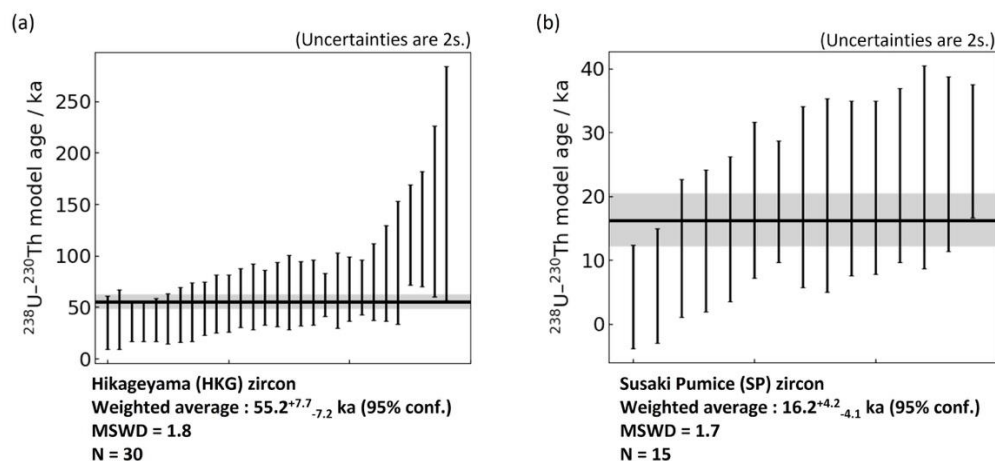 (a)
(Uncertainties are 2s.)
²³⁸U–²³⁰Th model age / ka
250
200
150
100
50
0
Hikageyama (HKG) zircon
Weighted average : 55.2⁺⁷·⁷₋₇.₂ ka (95% conf.)
MSWD = 1.8
N = 30
(b)
(Uncertainties are 2s.)
²³⁸U–²³⁰Th model age / ka
40
30
20
10
0
Susaki Pumice (SP) zircon
Weighted average : 16.2⁺⁴·²₋₄.₁ ka (95% conf.)
MSWD = 1.7
N = 15